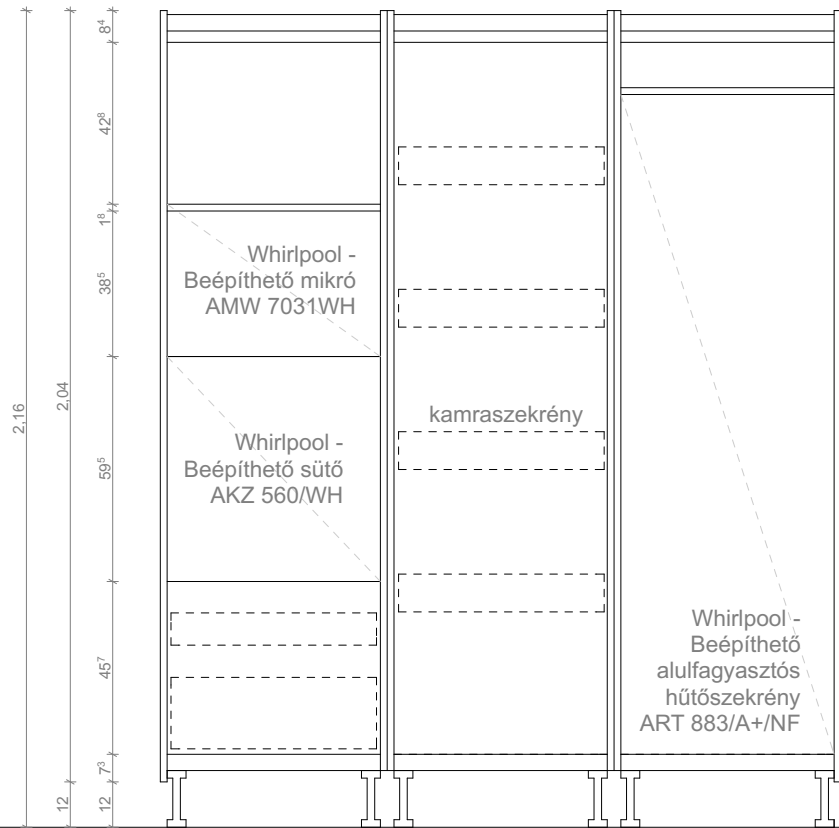 8⁴
42⁸
1⁸
38⁵
59⁵
45⁷
7³
12
2,04
12
2,16
Whirlpool -
Beépíthető mikró
AMW 7031WH
Whirlpool -
Beépíthető sütő
AKZ 560/WH
kamraszekrény
Whirlpool -
Beépíthető
alulfagyasztós
hűtőszekrény
ART 883/A+/NF